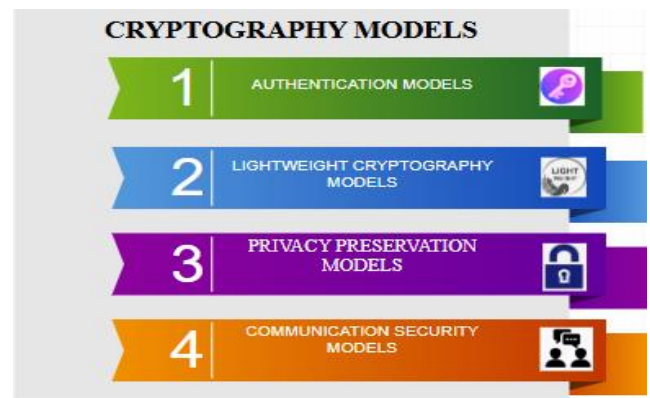 CRYPTOGRAPHY MODELS
1
AUTHENTICATION MODELS
2
LIGHTWEIGHT CRYPTOGRAPHY
MODELS
LIGHT
3
PRIVACY PRESERVATION
MODELS
4
COMMUNICATION SECURITY
MODELS